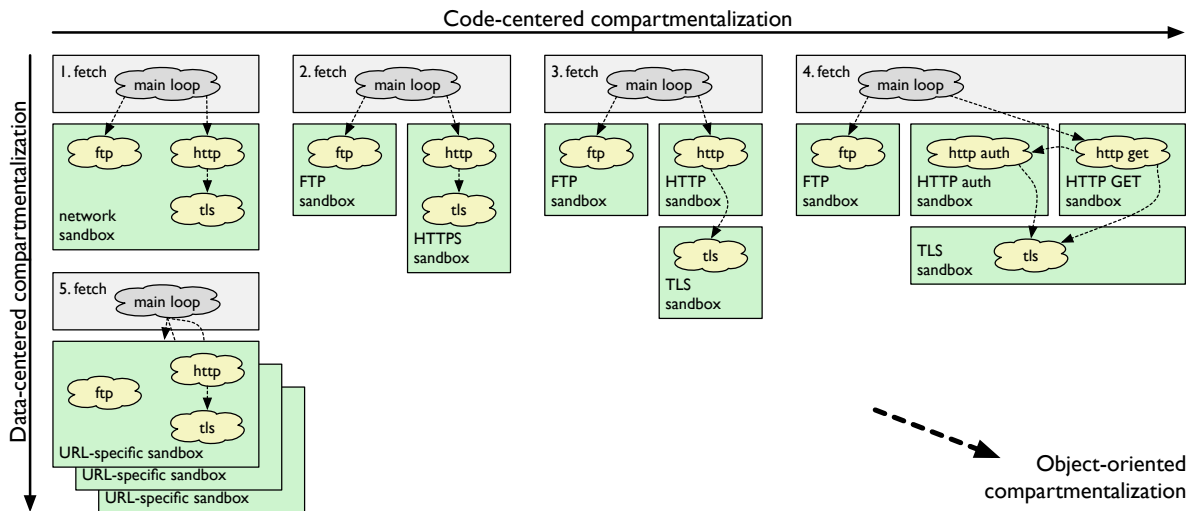 Code-centered compartmentalization
Data-centered compartmentalization
1. fetch
main loop
ftp
http
tls
network
sandbox
2. fetch
main loop
ftp
FTP
sandbox
http
tls
HTTPS
sandbox
3. fetch
main loop
ftp
FTP
sandbox
http
HTTP
sandbox
tls
TLS
sandbox
4. fetch
main loop
ftp
FTP
sandbox
http auth
HTTP auth
sandbox
http get
HTTP GET
sandbox
TLS
sandbox
tls
5. fetch
main loop
http
ftp
tls
URL-specific sandbox
URL-specific sandbox
URL-specific sandbox
Object-oriented
compartmentalization